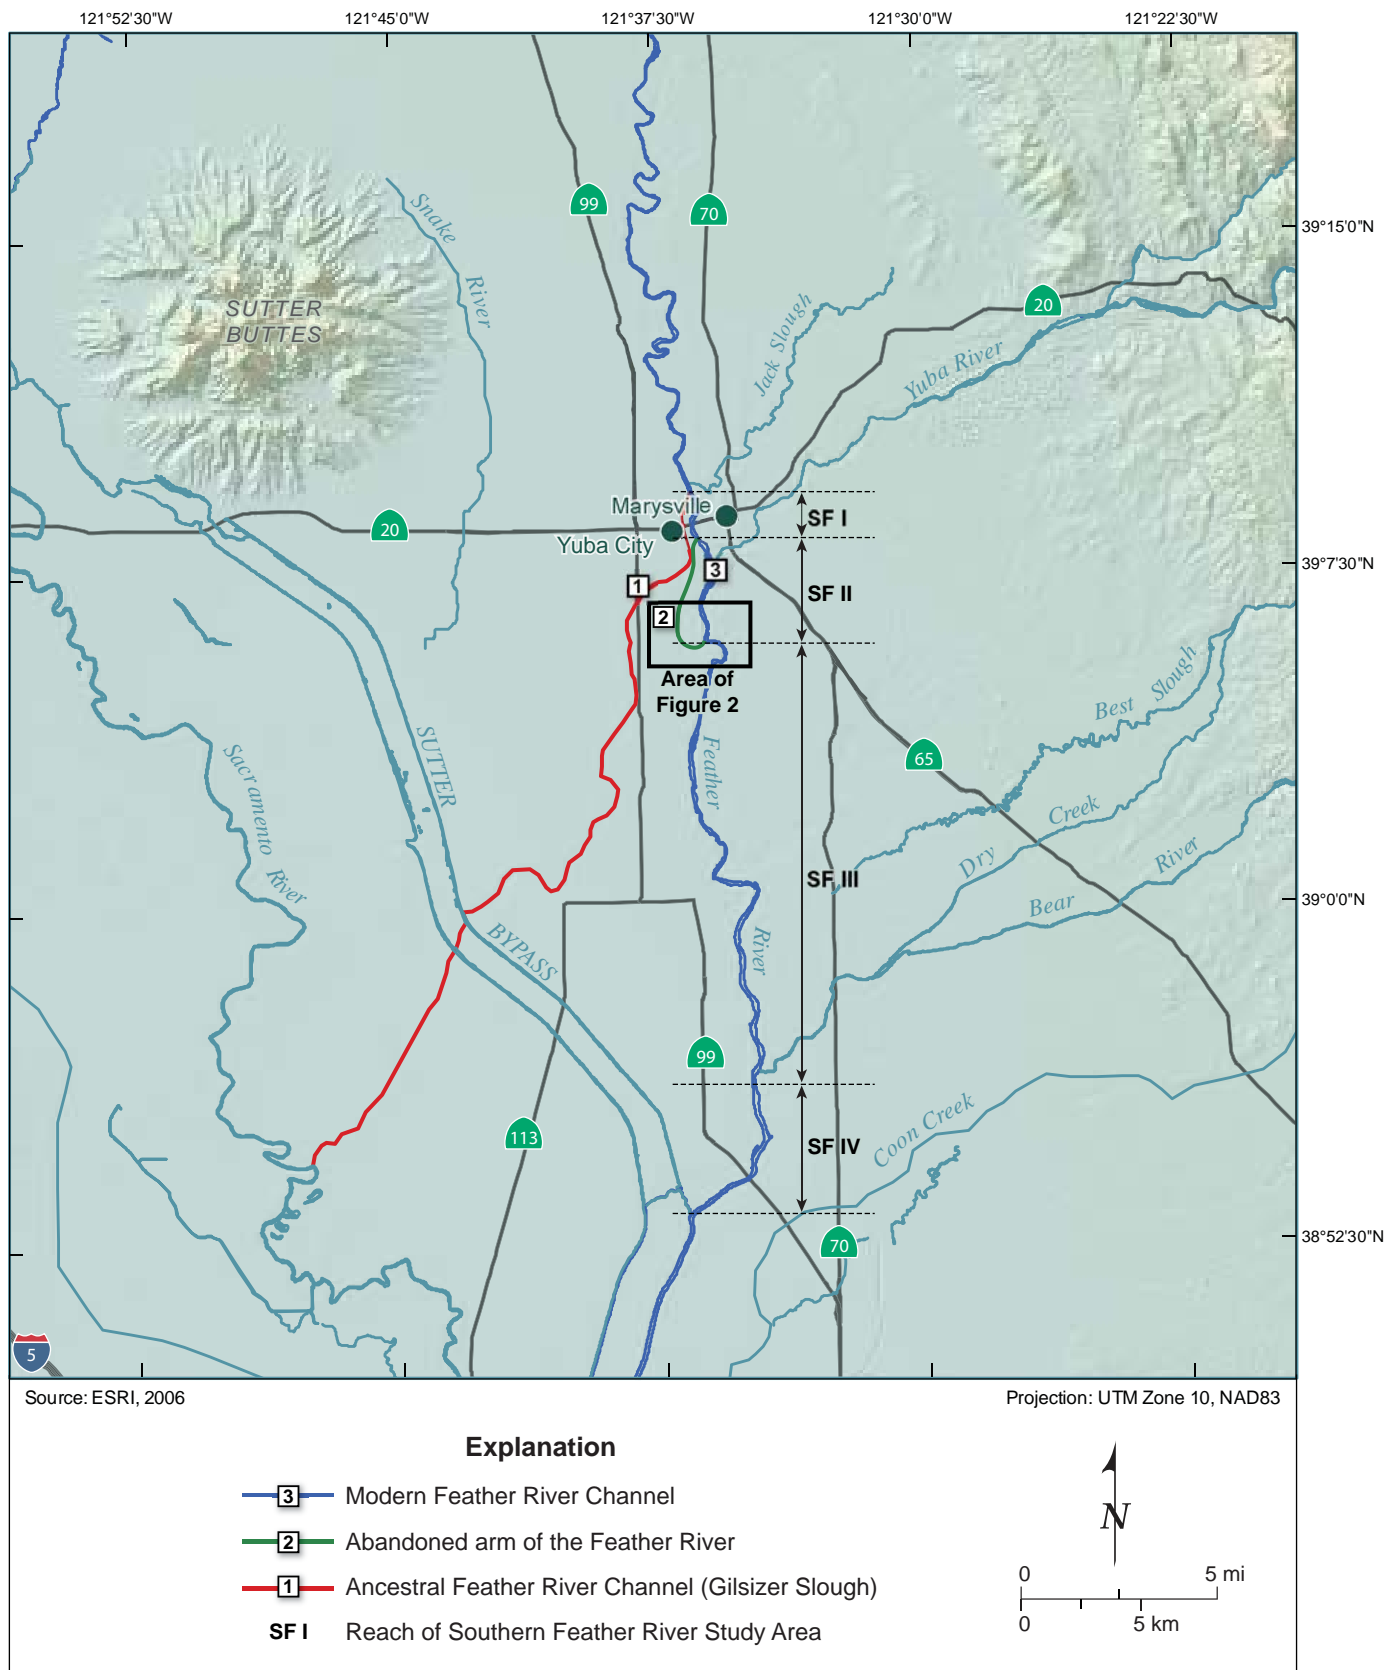 121°52'30"W
121°45'0"W
121°37'30"W
121°30'0"W
121°22'30"W
Snake
River
99
70
39°15'0"N
SUTTER
BUTTES
20
Jack Slough
Yuba River
Marysville
SF I
20
Yuba City
39°7'30"N
3
1
SF II
2
Area of
Figure 2
Best Slough
SUTTER
Feather
65
Sacramento
Creek
Dry
River
SF III
River
39°0'0"N
Bear
BYPASS
River
99
Coon Creek
113
SF IV
70
38°52'30"N
5
Source: ESRI, 2006
Projection: UTM Zone 10, NAD83
Explanation
3 Modern Feather River Channel
2 Abandoned arm of the Feather River
1 Ancestral Feather River Channel (Gilsizer Slough)
SF I Reach of Southern Feather River Study Area
N
0 5 mi
0 5 km